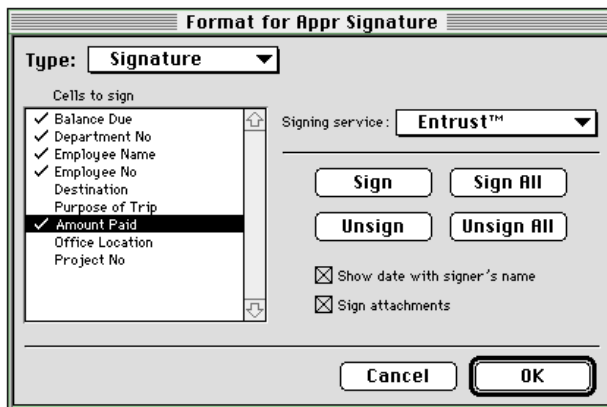 Format for Appr Signature
Type: Signature
Cells to sign
Balance Due
Department No
Employee Name
Employee No
Destination
Purpose of Trip
Amount Paid
Office Location
Project No
Signing service: Entrust™
Sign Sign All
Unsign Unsign All
Show date with signer's name
Sign attachments
Cancel OK